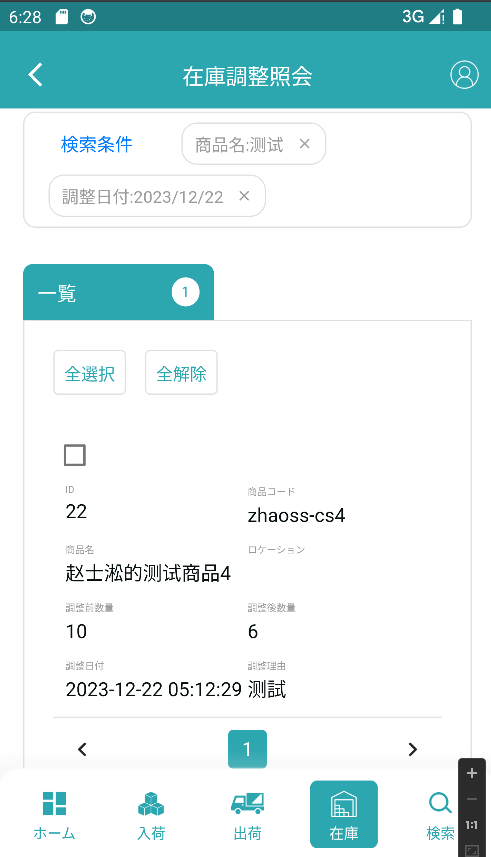 6:28 3G
在庫調整照会
検索条件 商品名:测试 ×
調整日付:2023/12/22 ×
一覧 1
全選択 全解除
ID 商品コード
22 zhaoss-cs4
商品名 ロケーション
赵士淞的测试商品4
調整前数量 調整後数量
10 6
調整日付 調整理由
2023-12-22 05:12:29 测試
1
ホーム 入荷 出荷 在庫 検索
1:1